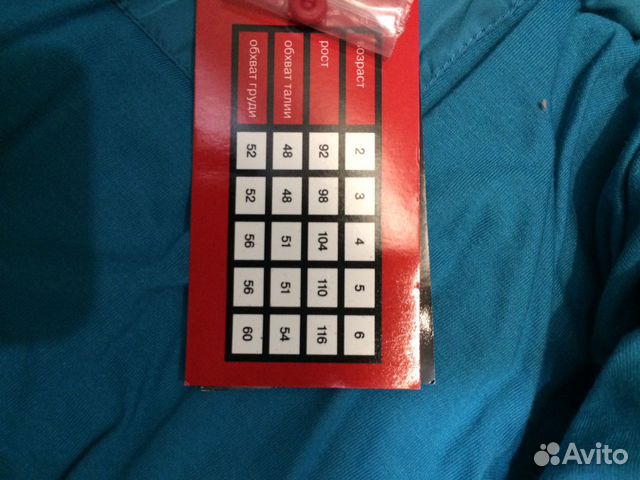 возраст 2 3 4 5 6
рост 92 98 104 110 116
обхват талии 48 48 51 51 54
обхват груди 52 52 56 56 60
Avito